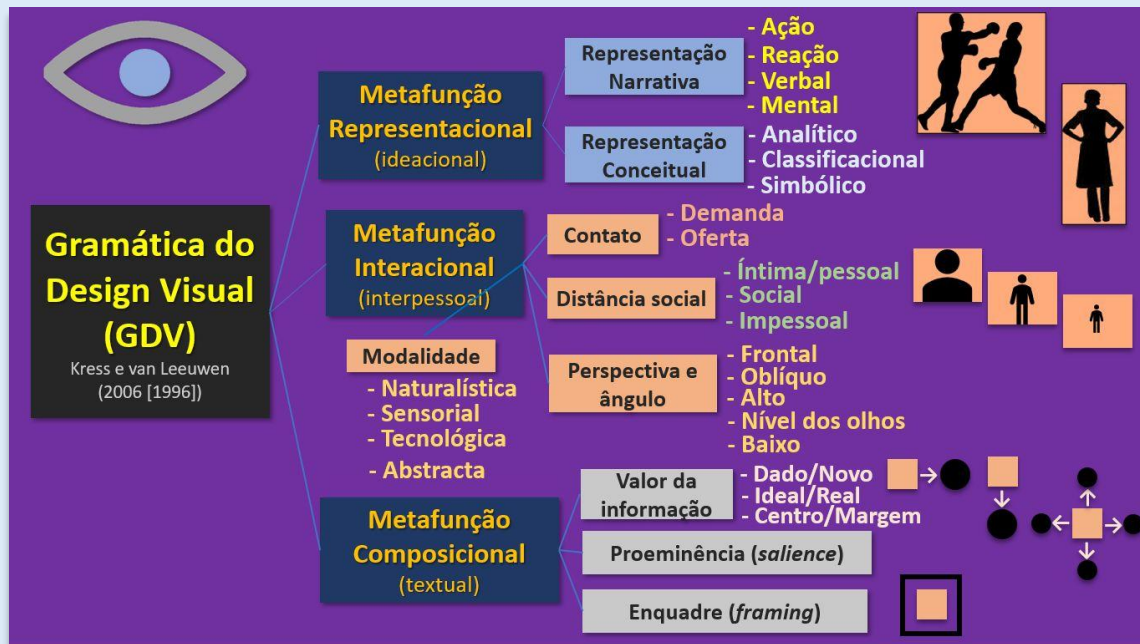 Gramática do
Design Visual
(GDV)
Kress e van Leeuwen
(2006 [1996])
Metafunção
Representacional
(ideacional)
Representação
Narrativa
- Ação
- Reação
- Verbal
- Mental
Representação
Conceitual
- Analítico
- Classificacional
- Simbólico
Metafunção
Interacional
(interpessoal)
Contato
- Demanda
- Oferta
Distância social
- Íntima/pessoal
- Social
- Impessoal
Perspectiva e
ângulo
- Frontal
- Oblíquo
- Alto
- Nível dos olhos
- Baixo
Modalidade
- Naturalística
- Sensorial
- Tecnológica
- Abstracta
Metafunção
Composicional
(textual)
Valor da
informação
- Dado/Novo
- Ideal/Real
- Centro/Margem
Proeminência (salience)
Enquadre (framing)